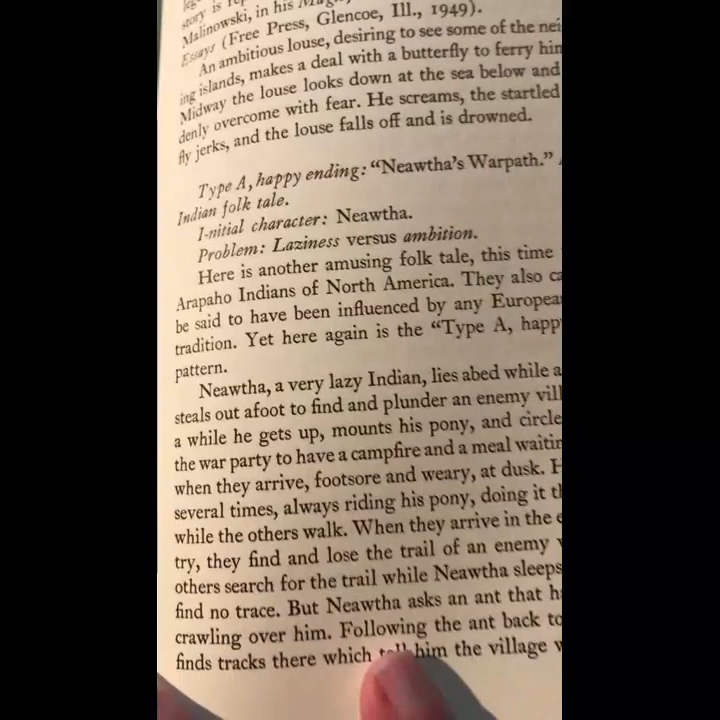 story is
Malinowski, in his
Essays (Free Press, Glencoe, Ill., 1949).
An ambitious louse, desiring to see some of the nei
ing islands, makes a deal with a butterfly to ferry him
Midway the louse looks down at the sea below and
denly overcome with fear. He screams, the startled
fly jerks, and the louse falls off and is drowned.
Type A, happy ending: “Neawtha’s Warpath.”
Indian folk tale.
I-nitial character: Neawtha.
Problem: Laziness versus ambition.
Here is another amusing folk tale, this time
Arapaho Indians of North America. They also ca
be said to have been influenced by any Europea
tradition. Yet here again is the “Type A, happ
pattern.
Neawtha, a very lazy Indian, lies abed while a
steals out afoot to find and plunder an enemy vill
a while he gets up, mounts his pony, and circle
the war party to have a campfire and a meal waitin
when they arrive, footsore and weary, at dusk. H
several times, always riding his pony, doing it th
while the others walk. When they arrive in the e
try, they find and lose the trail of an enemy v
others search for the trail while Neawtha sleeps
find no trace. But Neawtha asks an ant that h
crawling over him. Following the ant back to
finds tracks there which tell him the village w